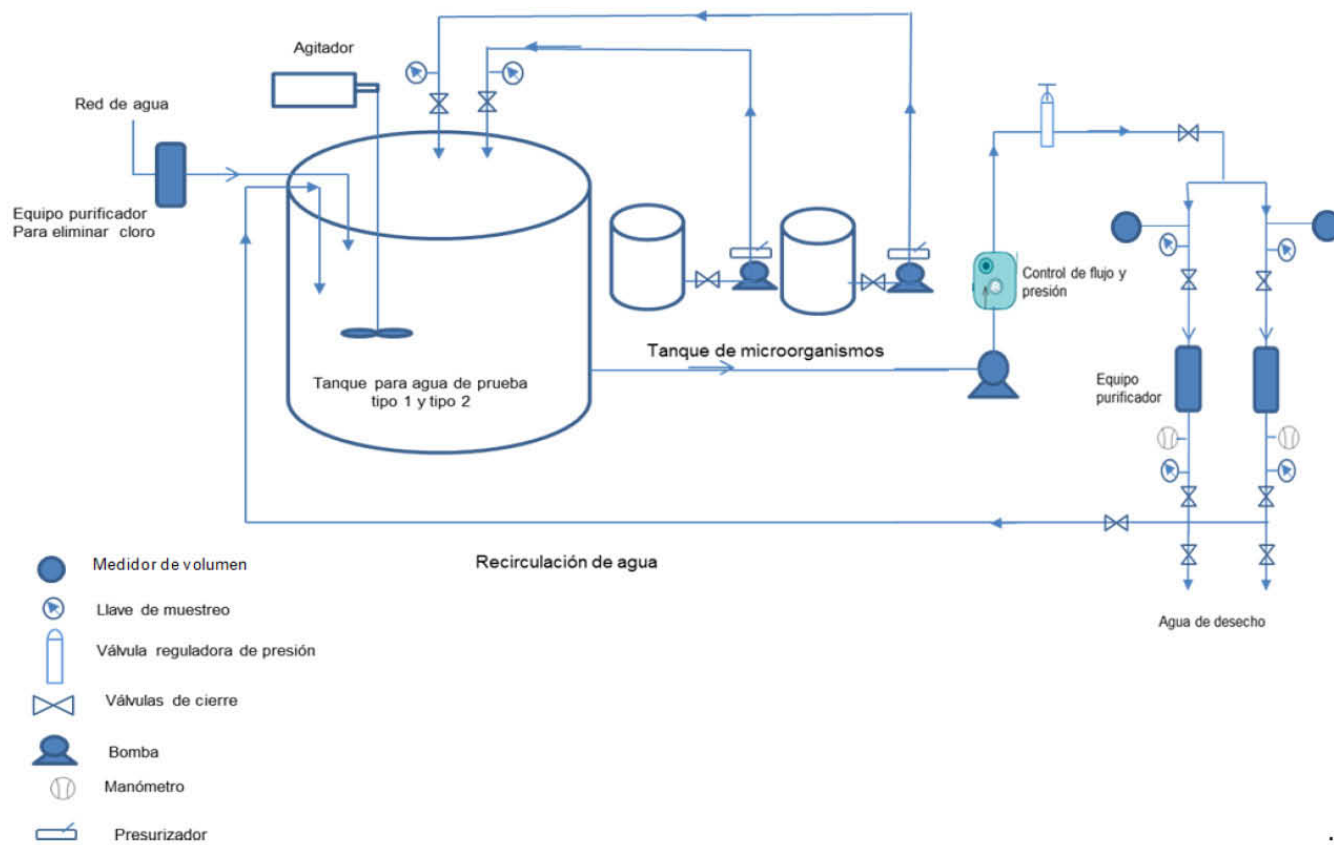 Agitador
Red de agua
Equipo purificador
Para eliminar cloro
Control de flujo y
presión
Tanque de microorganismos
Tanque para agua de prueba
tipo 1 y tipo 2
Equipo
purificador
Recirculación de agua
Agua de desecho
Medidor de volumen
Llave de muestreo
Válvula reguladora de presión
Válvulas de cierre
Bomba
Manómetro
Presurizador
.